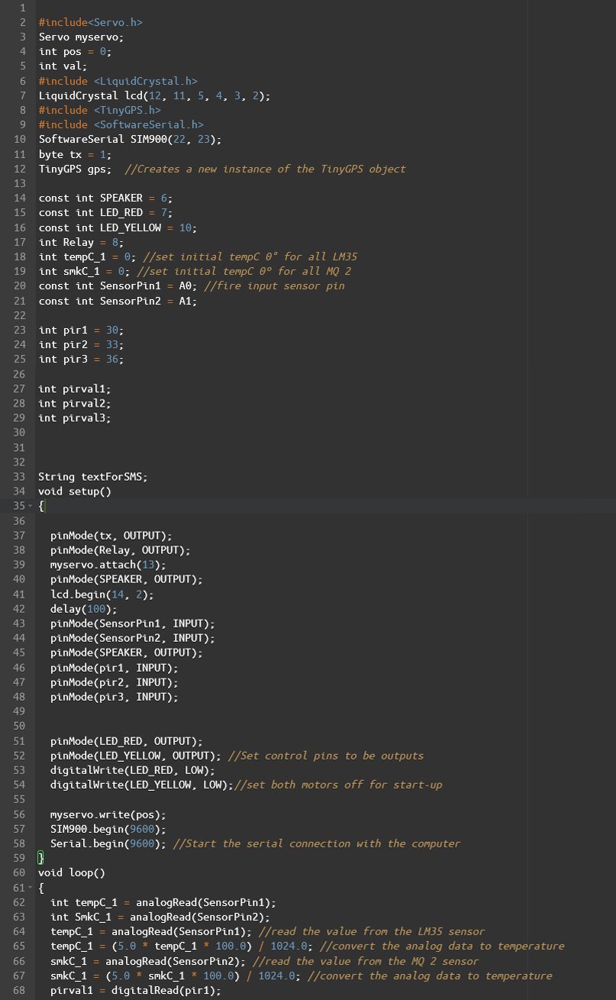 1
2 #include<Servo.h>
3 Servo myservo;
4 int pos = 0;
5 int val;
6 #include <LiquidCrystal.h>
7 LiquidCrystal lcd(12, 11, 5, 4, 3, 2);
8 #include <TinyGPS.h>
9 #include <SoftwareSerial.h>
10 SoftwareSerial SIM900(22, 23);
11 byte tx = 1;
12 TinyGPS gps;  //Creates a new instance of the TinyGPS object
13
14 const int SPEAKER = 6;
15 const int LED_RED = 7;
16 const int LED_YELLOW = 10;
17 int Relay = 8;
18 int tempC_1 = 0; //set initial tempC 0° for all LM35
19 int smkC_1 = 0; //set initial tempC 0º for all MQ 2
20 const int SensorPin1 = A0; //fire input sensor pin
21 const int SensorPin2 = A1;
22
23 int pir1 = 30;
24 int pir2 = 33;
25 int pir3 = 36;
26
27 int pirval1;
28 int pirval2;
29 int pirval3;
30
31
32
33 String textForSMS;
34 void setup()
35 {
36
37   pinMode(tx, OUTPUT);
38   pinMode(Relay, OUTPUT);
39   myservo.attach(13);
40   pinMode(SPEAKER, OUTPUT);
41   lcd.begin(14, 2);
42   delay(100);
43   pinMode(SensorPin1, INPUT);
44   pinMode(SensorPin2, INPUT);
45   pinMode(SPEAKER, OUTPUT);
46   pinMode(pir1, INPUT);
47   pinMode(pir2, INPUT);
48   pinMode(pir3, INPUT);
49
50
51   pinMode(LED_RED, OUTPUT);
52   pinMode(LED_YELLOW, OUTPUT); //Set control pins to be outputs
53   digitalWrite(LED_RED, LOW);
54   digitalWrite(LED_YELLOW, LOW);//set both motors off for start-up
55
56   myservo.write(pos);
57   SIM900.begin(9600);
58   Serial.begin(9600); //Start the serial connection with the computer
59 }
60 void loop()
61 {
62   int tempC_1 = analogRead(SensorPin1);
63   int SmkC_1 = analogRead(SensorPin2);
64   tempC_1 = analogRead(SensorPin1); //read the value from the LM35 sensor
65   tempC_1 = (5.0 * tempC_1 * 100.0) / 1024.0; //convert the analog data to temperature
66   smkC_1 = analogRead(SensorPin2); //read the value from the MQ 2 sensor
67   smkC_1 = (5.0 * smkC_1 * 100.0) / 1024.0; //convert the analog data to temperature
68   pirval1 = digitalRead(pir1);